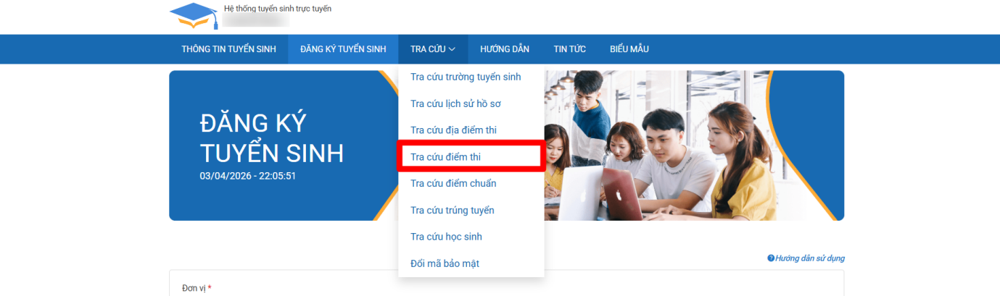 Hệ thống tuyển sinh trực tuyến
THÔNG TIN TUYỂN SINH ĐĂNG KÝ TUYỂN SINH TRA CỨU HƯỚNG DẪN TIN TỨC BIỂU MẪU
Tra cứu trường tuyển sinh
Tra cứu lịch sử hồ sơ
Tra cứu địa điểm thi
Tra cứu điểm thi
Tra cứu điểm chuẩn
Tra cứu trúng tuyển
Tra cứu học sinh
Đổi mã bảo mật
ĐĂNG KÝ
TUYỂN SINH
03/04/2026 - 22:05:51
Hướng dẫn sử dụng
Đơn vị *